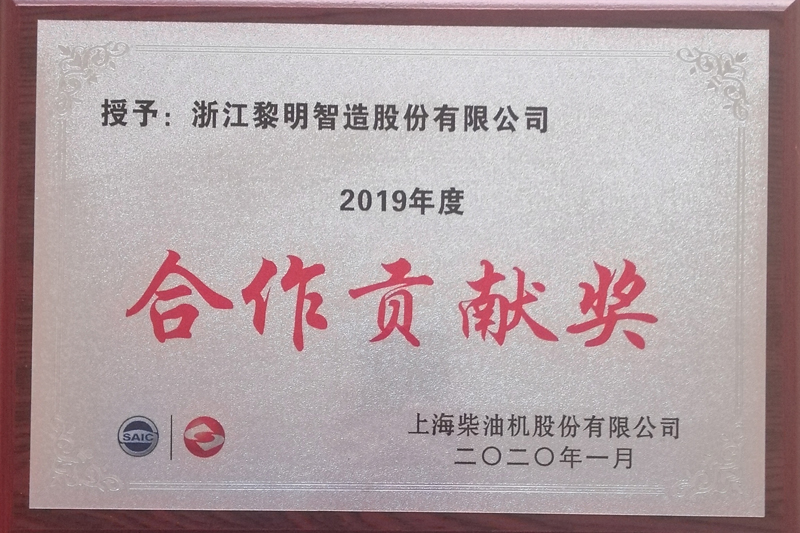 授予：浙江黎明智造股份有限公司
2019年度
合作贡献奖
SAIC
上海柴油机股份有限公司
二〇二〇年一月